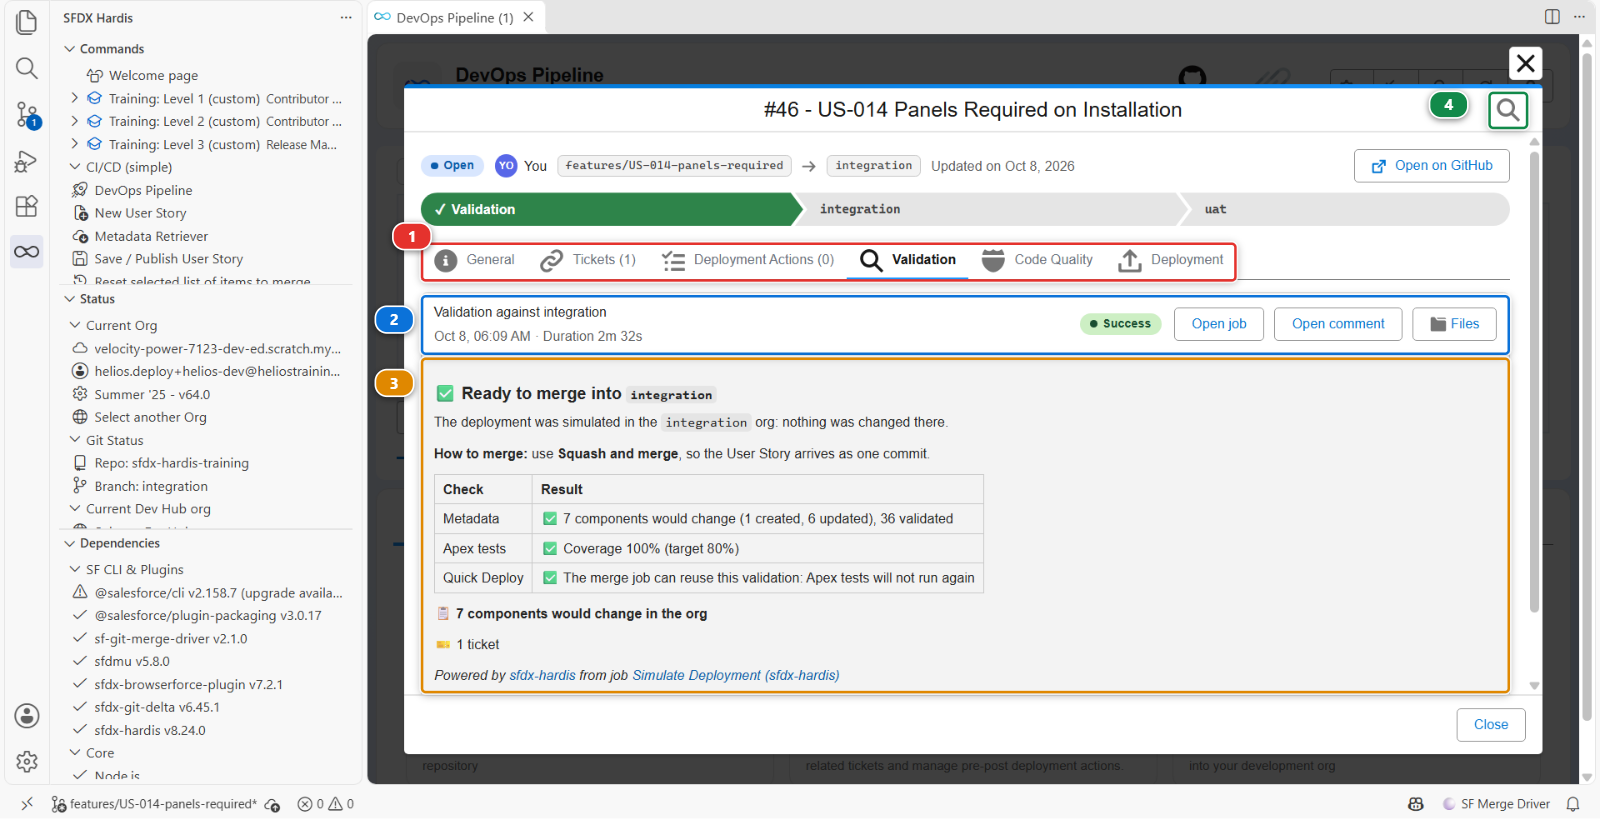 SFDX Hardis
DevOps Pipeline (1)
Commands
Welcome page
Training: Level 1 (custom) Contributor ...
Training: Level 2 (custom) Contributor ...
Training: Level 3 (custom) Release Ma...
CI/CD (simple)
DevOps Pipeline
New User Story
Metadata Retriever
Save / Publish User Story
Reset selected list of items to merge
Status
Current Org
velocity-power-7123-dev-ed.scratch.my...
helios.deploy+helios-dev@heliostrainin...
Summer '25 - v64.0
Select another Org
Git Status
Repo: sfdx-hardis-training
Branch: integration
Current Dev Hub org
Dependencies
SF CLI & Plugins
@salesforce/cli v2.158.7 (upgrade availa...
@salesforce/plugin-packaging v3.0.17
sf-git-merge-driver v2.1.0
sfdmu v5.8.0
sfdx-browserforce-plugin v7.2.1
sfdx-git-delta v6.45.1
sfdx-hardis v8.24.0
Core
Node.js
1
DevOps Pipeline
#46 - US-014 Panels Required on Installation
4
Open
YO
You
features/US-014-panels-required
integration
Updated on Oct 8, 2026
Open on GitHub
✓ Validation
integration
uat
1
General
Tickets (1)
Deployment Actions (0)
Validation
Code Quality
Deployment
2
Validation against integration
Oct 8, 06:09 AM · Duration 2m 32s
Success
Open job
Open comment
Files
3
Ready to merge into integration
The deployment was simulated in the integration org: nothing was changed there.
How to merge: use Squash and merge, so the User Story arrives as one commit.
Check Result
Metadata 7 components would change (1 created, 6 updated), 36 validated
Apex tests Coverage 100% (target 80%)
Quick Deploy The merge job can reuse this validation: Apex tests will not run again
7 components would change in the org
1 ticket
Powered by sfdx-hardis from job Simulate Deployment (sfdx-hardis)
Close
repository
related tickets and manage pre-post deployment actions.
into your development org
features/US-014-panels-required*
0
0
SF Merge Driver